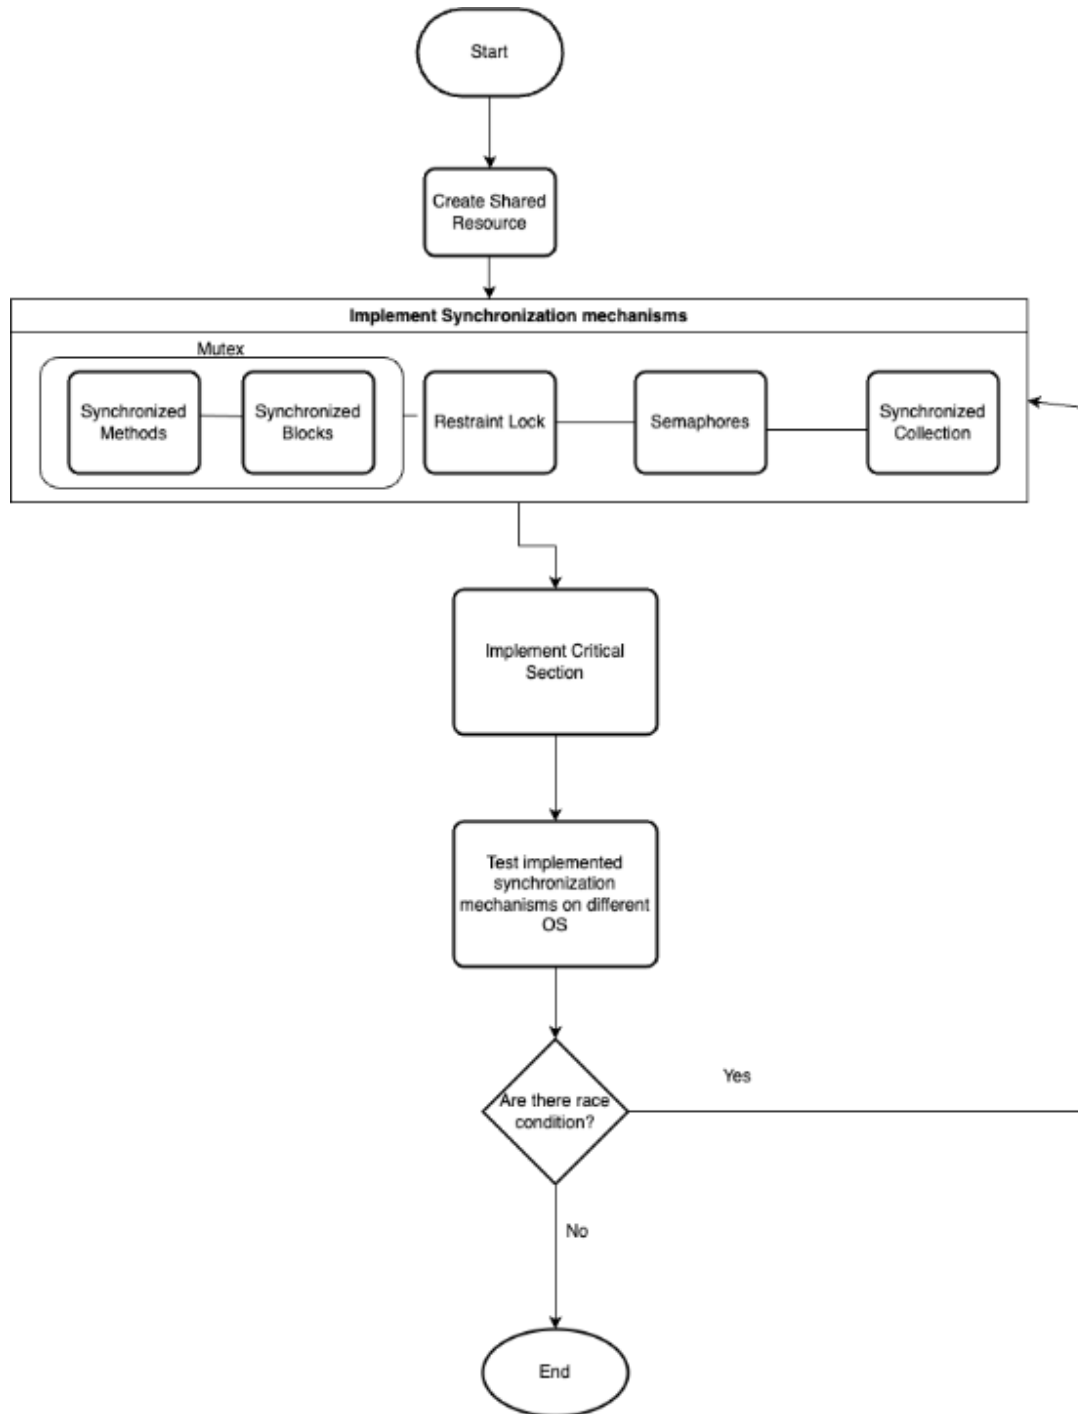 Start
Create Shared
Resource
Implement Synchronization mechanisms
Mutex
Synchronized
Methods
Synchronized
Blocks
Restraint Lock
Semaphores
Synchronized
Collection
Implement Critical
Section
Test implemented
synchronization
mechanisms on different
OS
Are there race
condition?
Yes
No
End